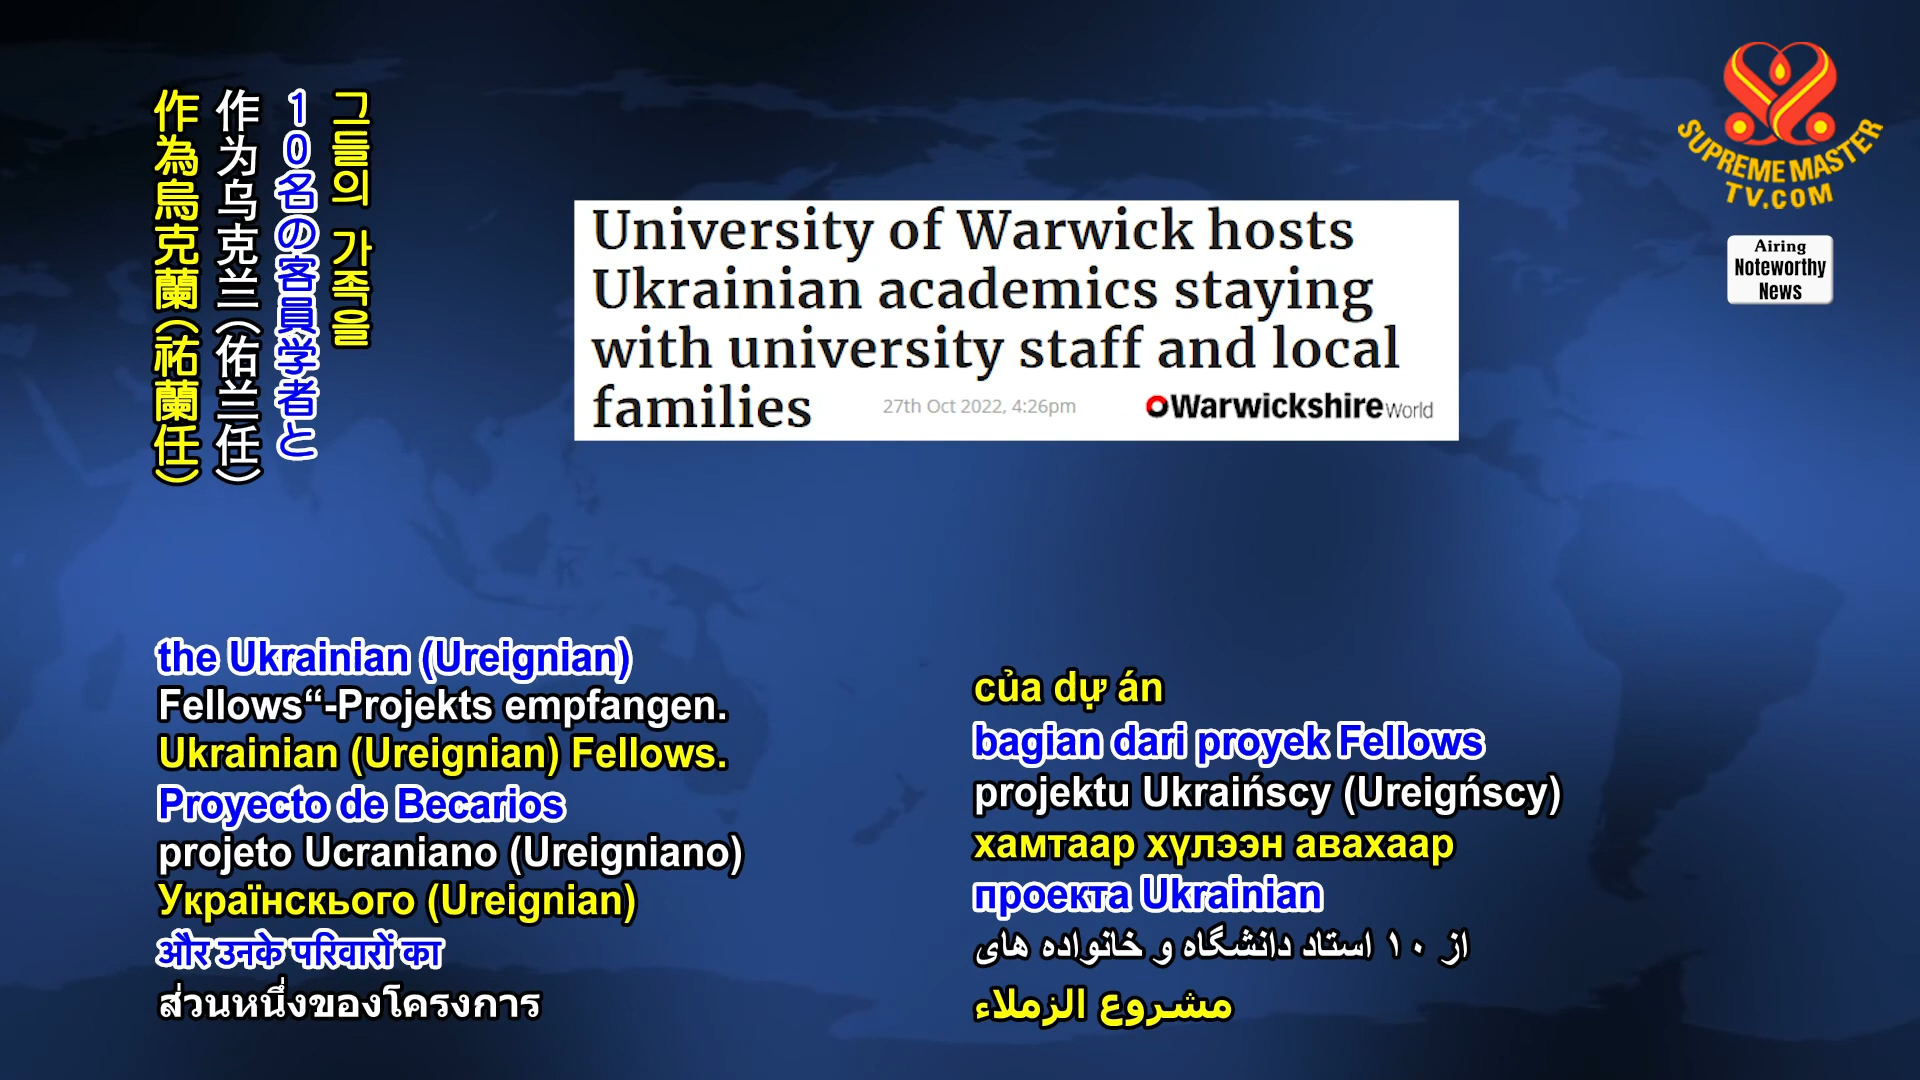 作為烏克蘭(祐蘭任)
作为乌克兰(佑兰任)
10名の客員学者と
그들의 가족을
University of Warwick hosts
Ukrainian academics staying
with university staff and local
families
27th Oct 2022, 4:26pm
Warwickshire World
SUPREME MASTER
TV.COM
Airing
Noteworthy
News
the Ukrainian (Ureignian)
Fellows“-Projekts empfangen.
Ukrainian (Ureignian) Fellows.
Proyecto de Becarios
projeto Ucraniano (Ureigniano)
Українскього (Ureignian)
और उनके परिवारों का
ส่วนหนึ่งของโครงการ
của dự án
bagian dari proyek Fellows
projektu Ukraińscy (Ureigńscy)
хамтаар хүлээн авахаар
проекта Ukrainian
از ۱۰ استاد دانشگاه و خانواده های
مشروع الزملاء